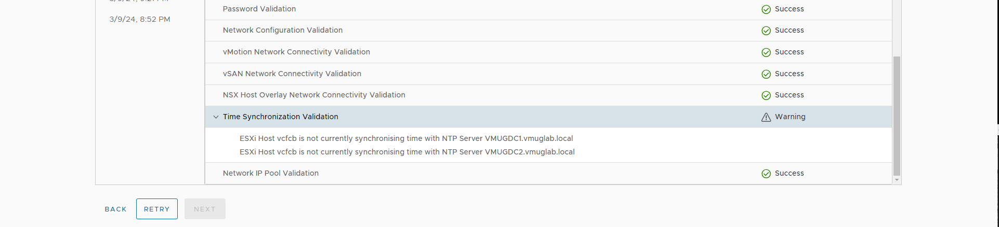 3/9/24, 8:52 PM
Password Validation Success
Network Configuration Validation Success
vMotion Network Connectivity Validation Success
vSAN Network Connectivity Validation Success
NSX Host Overlay Network Connectivity Validation Success
Time Synchronization Validation Warning
ESXi Host vcfcb is not currently synchronising time with NTP Server VMUGDC1.vmuglab.local
ESXi Host vcfcb is not currently synchronising time with NTP Server VMUGDC2.vmuglab.local
Network IP Pool Validation Success
BACK RETRY NEXT